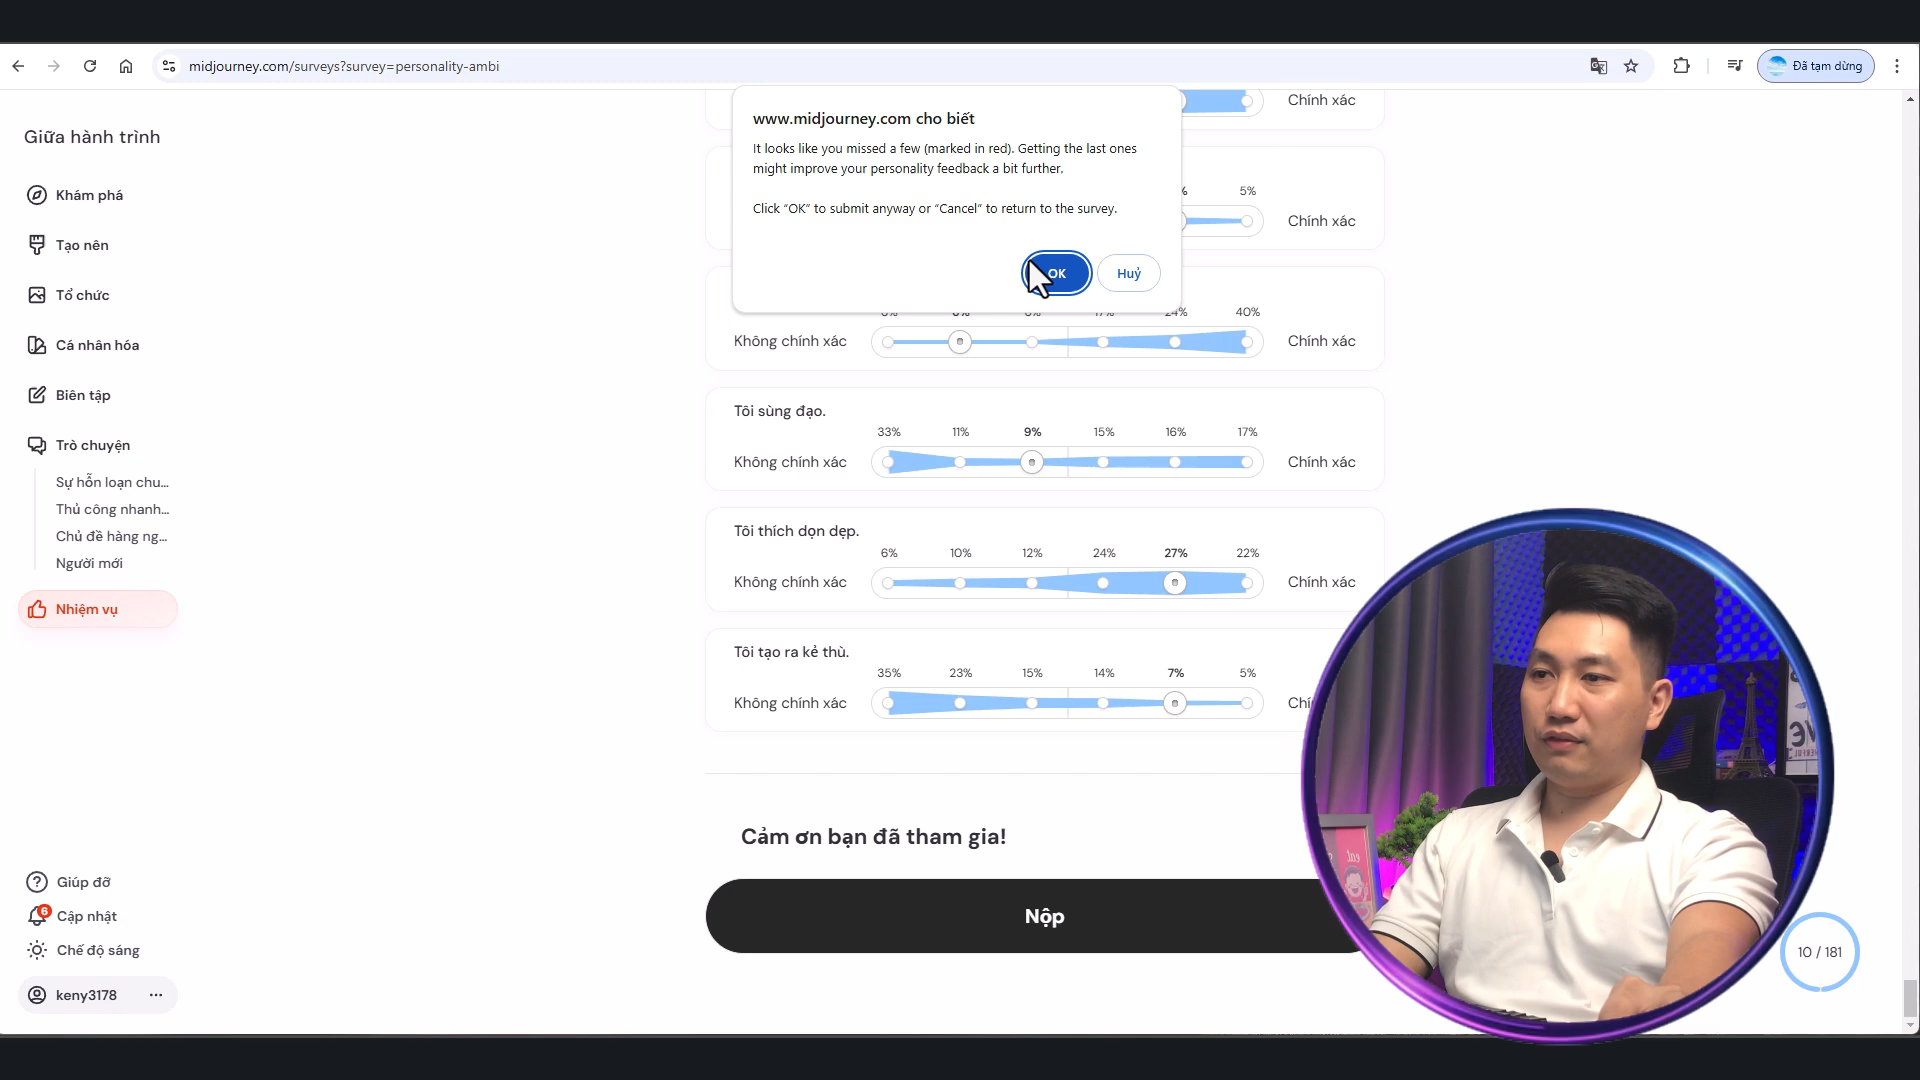 midjourney.com/surveys?survey=personality-ambi
Đã tạm dừng
Giữa hành trình
Khám phá
Tạo nên
Tổ chức
Cá nhân hóa
Biên tập
Trò chuyện
Sự hỗn loạn chu...
Thủ công nhanh...
Chủ đề hàng ng...
Người mới
Nhiệm vụ
Giúp đỡ
6
Cập nhật
Chế độ sáng
keny3178
www.midjourney.com cho biết
It looks like you missed a few (marked in red). Getting the last ones
might improve your personality feedback a bit further.
Click “OK” to submit anyway or “Cancel” to return to the survey.
OK
Huỷ
Chính xác
5%
Chính xác
17% 24% 40%
Không chính xác
Chính xác
Tôi sùng đạo.
33% 11% 9% 15% 16% 17%
Không chính xác
Chính xác
Tôi thích dọn dẹp.
6% 10% 12% 24% 27% 22%
Không chính xác
Chính xác
Tôi tạo ra kẻ thù.
35% 23% 15% 14% 7% 5%
Không chính xác
Cảm ơn bạn đã tham gia!
Nộp
10 / 181